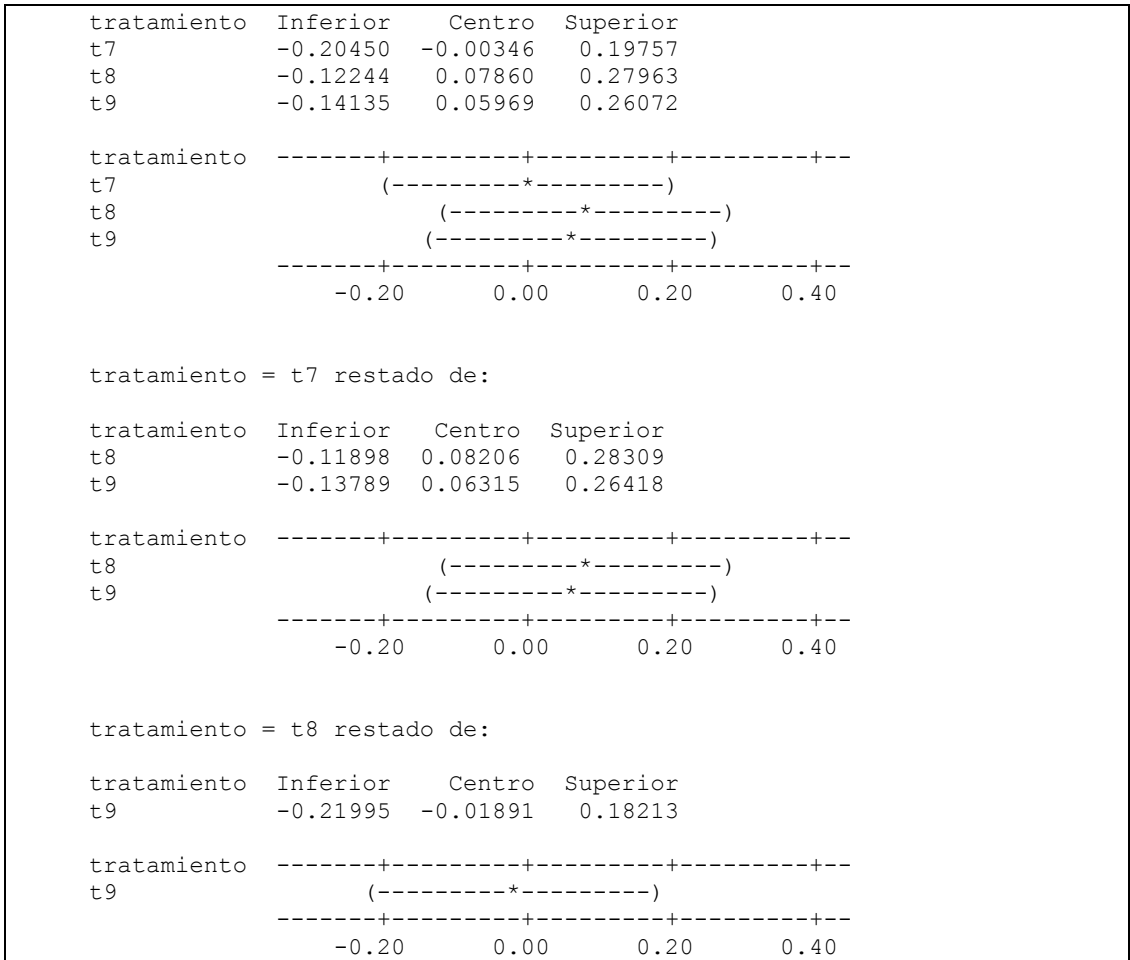 tratamiento  Inferior    Centro  Superior
t7           -0.20450  -0.00346   0.19757
t8           -0.12244   0.07860   0.27963
t9           -0.14135   0.05969   0.26072
tratamiento  -------+---------+---------+---------+--
t7                  (---------*---------)
t8                      (---------*---------)
t9                     (---------*---------)
             -------+---------+---------+---------+--
                 -0.20      0.00      0.20      0.40
tratamiento = t7 restado de:
tratamiento  Inferior   Centro  Superior
t8           -0.11898  0.08206   0.28309
t9           -0.13789  0.06315   0.26418
tratamiento  -------+---------+---------+---------+--
t8                      (---------*---------)
t9                     (---------*---------)
             -------+---------+---------+---------+--
                 -0.20      0.00      0.20      0.40
tratamiento = t8 restado de:
tratamiento  Inferior    Centro  Superior
t9           -0.21995  -0.01891   0.18213
tratamiento  -------+---------+---------+---------+--
t9                 (---------*---------)
             -------+---------+---------+---------+--
                 -0.20      0.00      0.20      0.40